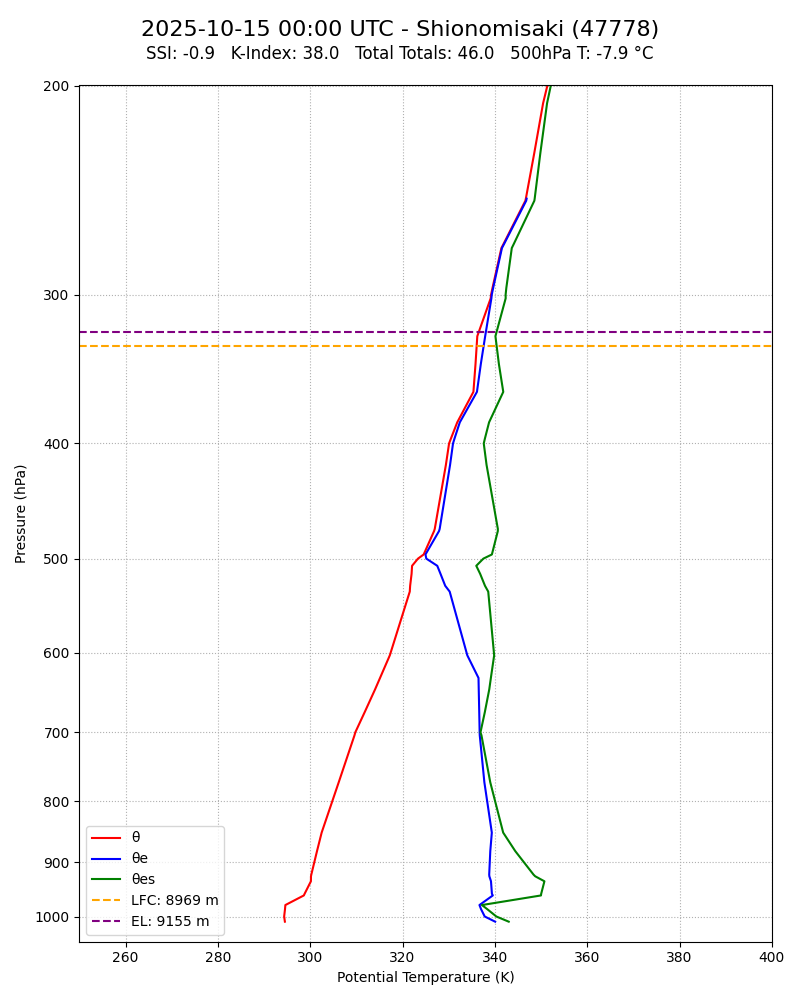 2025-10-15 00:00 UTC - Shionomisaki (47778)
SSI: -0.9   K-Index: 38.0   Total Totals: 46.0   500hPa T: -7.9 °C
200
300
400
500
600
700
800
900
1000
Pressure (hPa)
θ
θe
θes
LFC: 8969 m
EL: 9155 m
260 280 300 320 340 360 380 400
Potential Temperature (K)